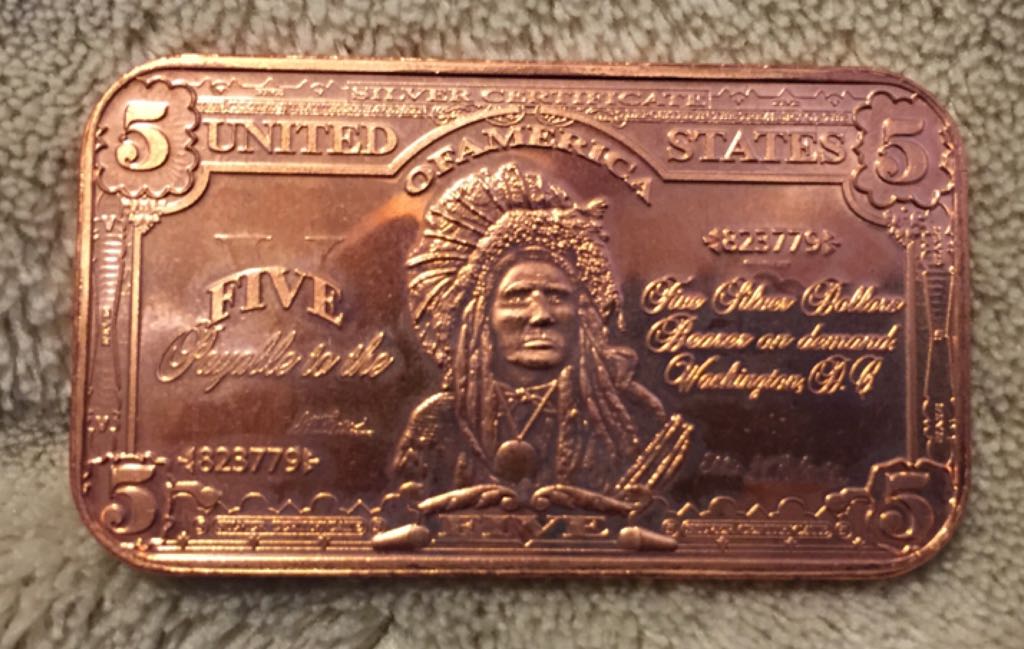 SILVER CERTIFICATE
5 5
UNITED STATES
OF AMERICA
V
823779
FIVE
Five Silver Dollars
Payable to the
Bearer on demand
Washington, D.C
823779
5 FIVE 5